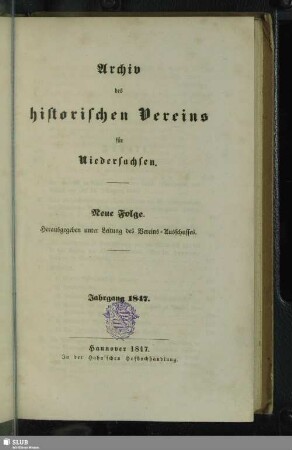 Archiv
des
historischen Vereins
für
Niedersachsen.
Neue Folge.
Herausgegeben unter Leitung des Vereins-Ausschusses.
Jahrgang 1847.
Hannover 1847.
In der Hahn'schen Hofbuchhandlung.
SLUB